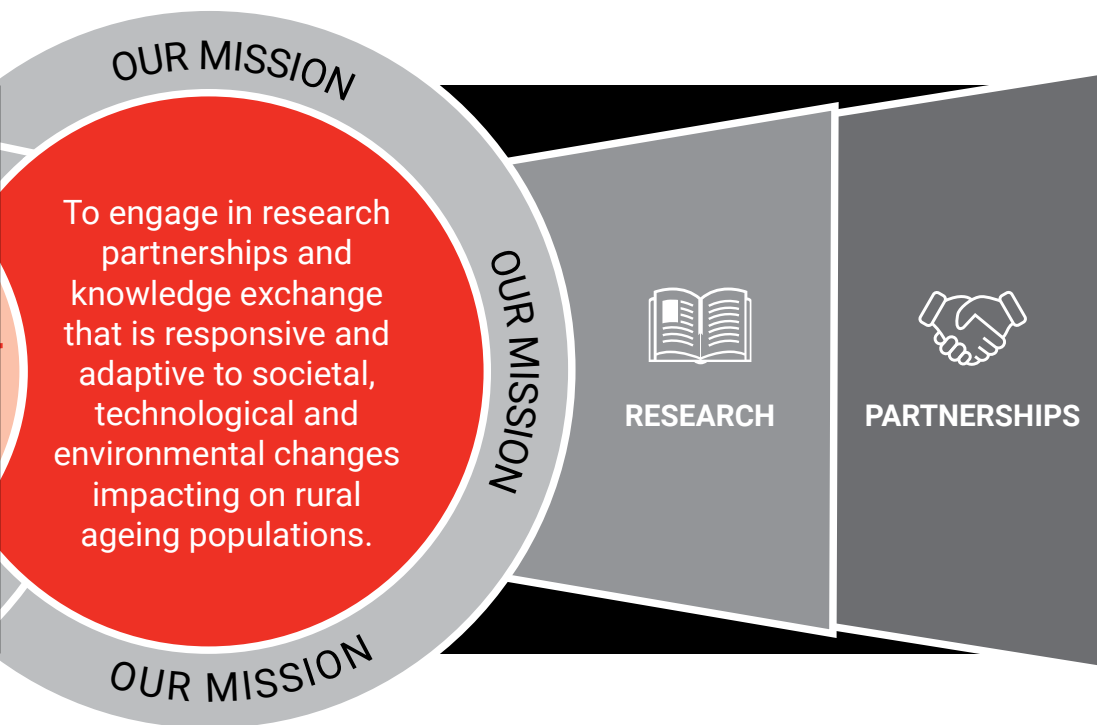 OUR MISSION
To engage in research
partnerships and
knowledge exchange
that is responsive and
adaptive to societal,
technological and
environmental changes
impacting on rural
ageing populations.
OUR MISSION
RESEARCH
PARTNERSHIPS
OUR MISSION